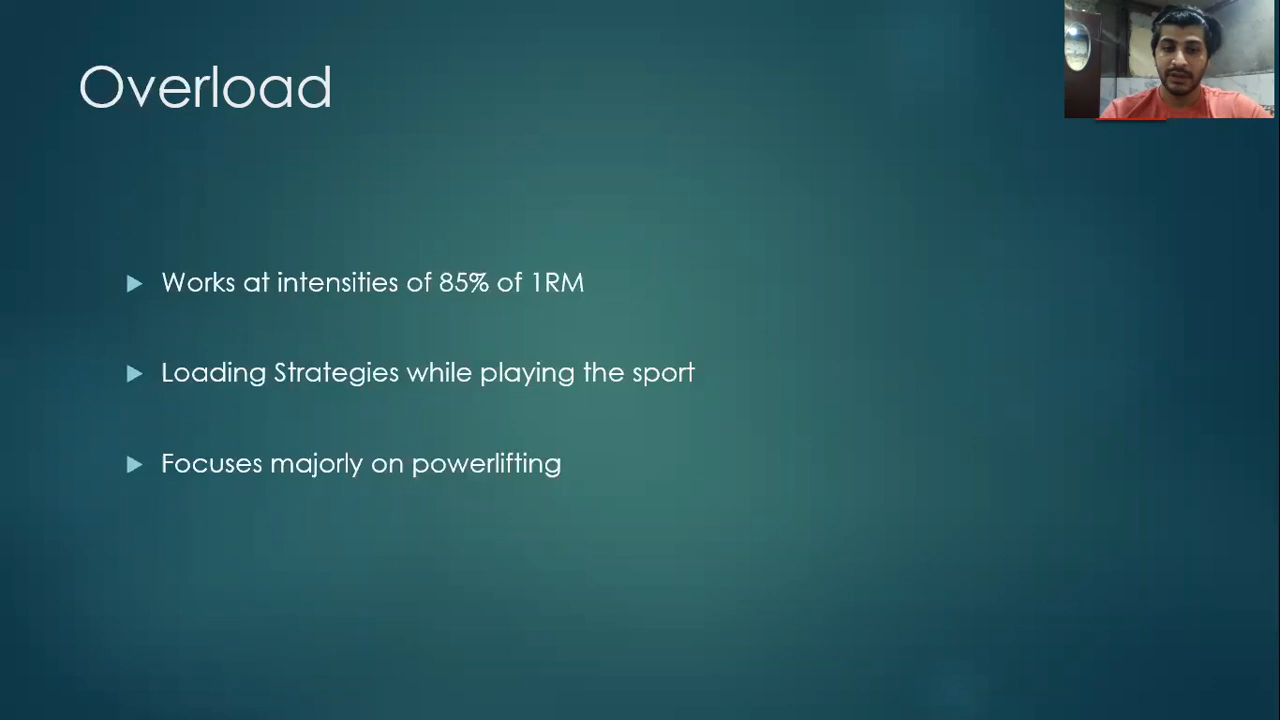 Overload
Works at intensities of 85% of 1RM
Loading Strategies while playing the sport
Focuses majorly on powerlifting